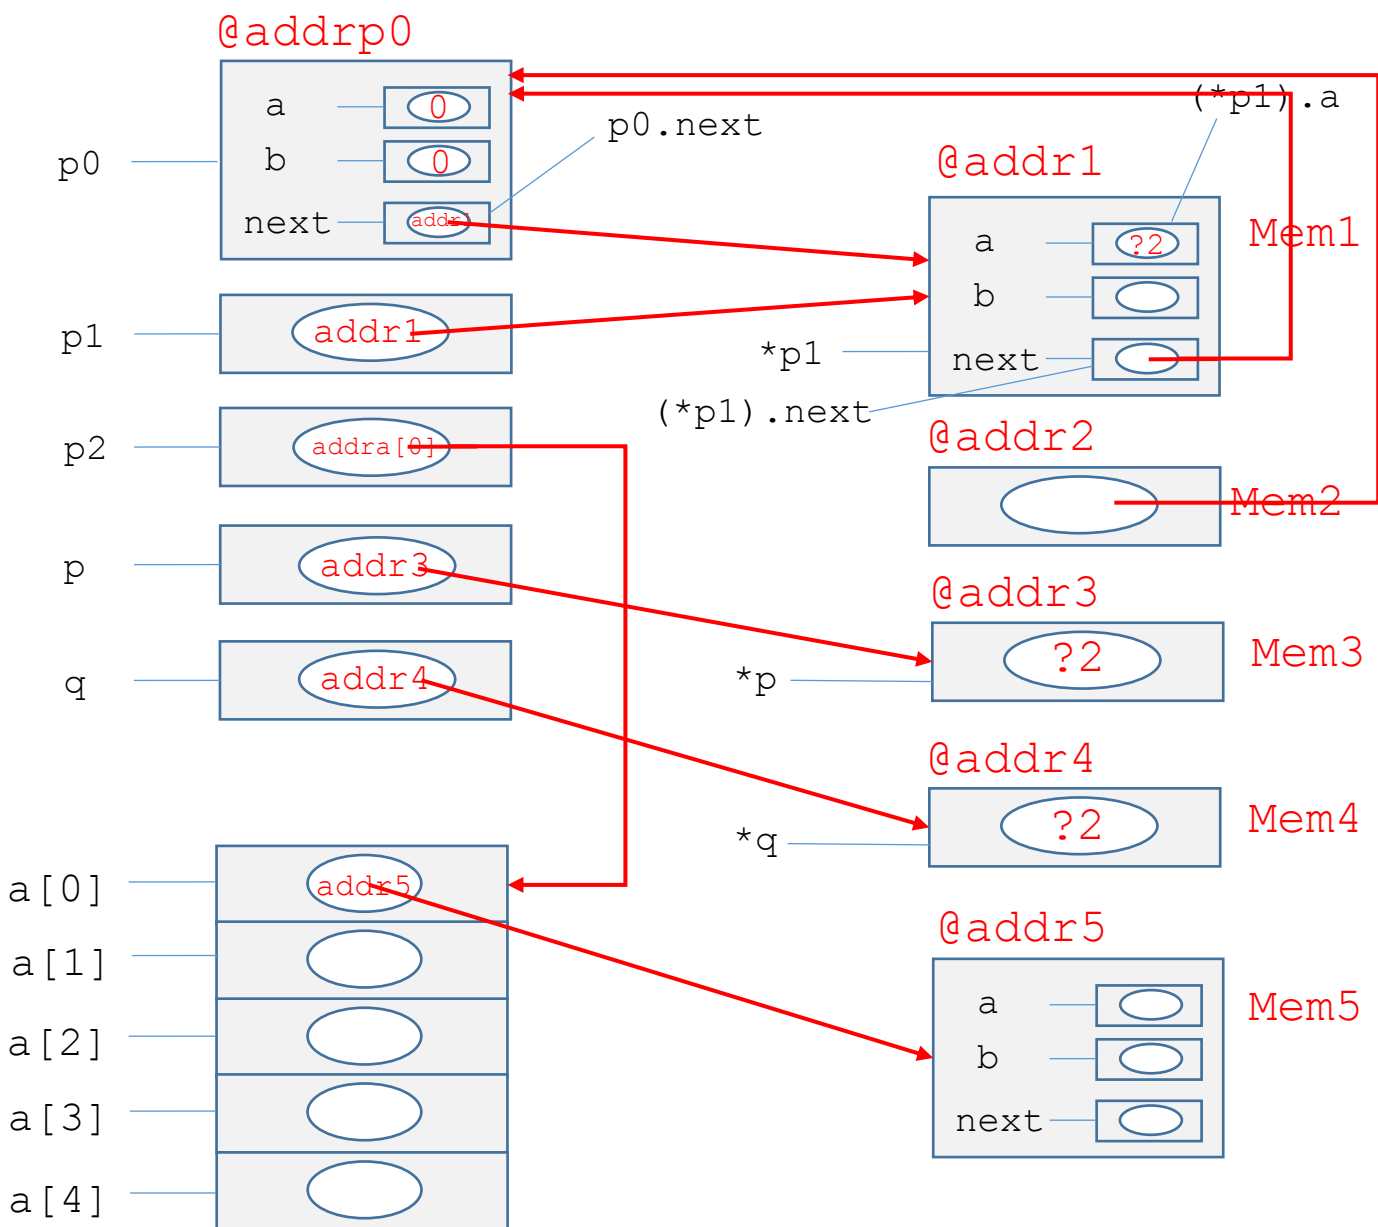 @addrp0
a 0
b 0
next addr1
p0
p0.next
(*p1).a
@addr1
Mem1
a ?2
b
next
*p1
(*p1).next
p1 addr1
p2 addra[0]
@addr2
Mem2
p addr3
@addr3
*p ?2 Mem3
q addr4
@addr4
*q ?2 Mem4
a[0] addr5
a[1]
a[2]
a[3]
a[4]
@addr5
Mem5
a
b
next